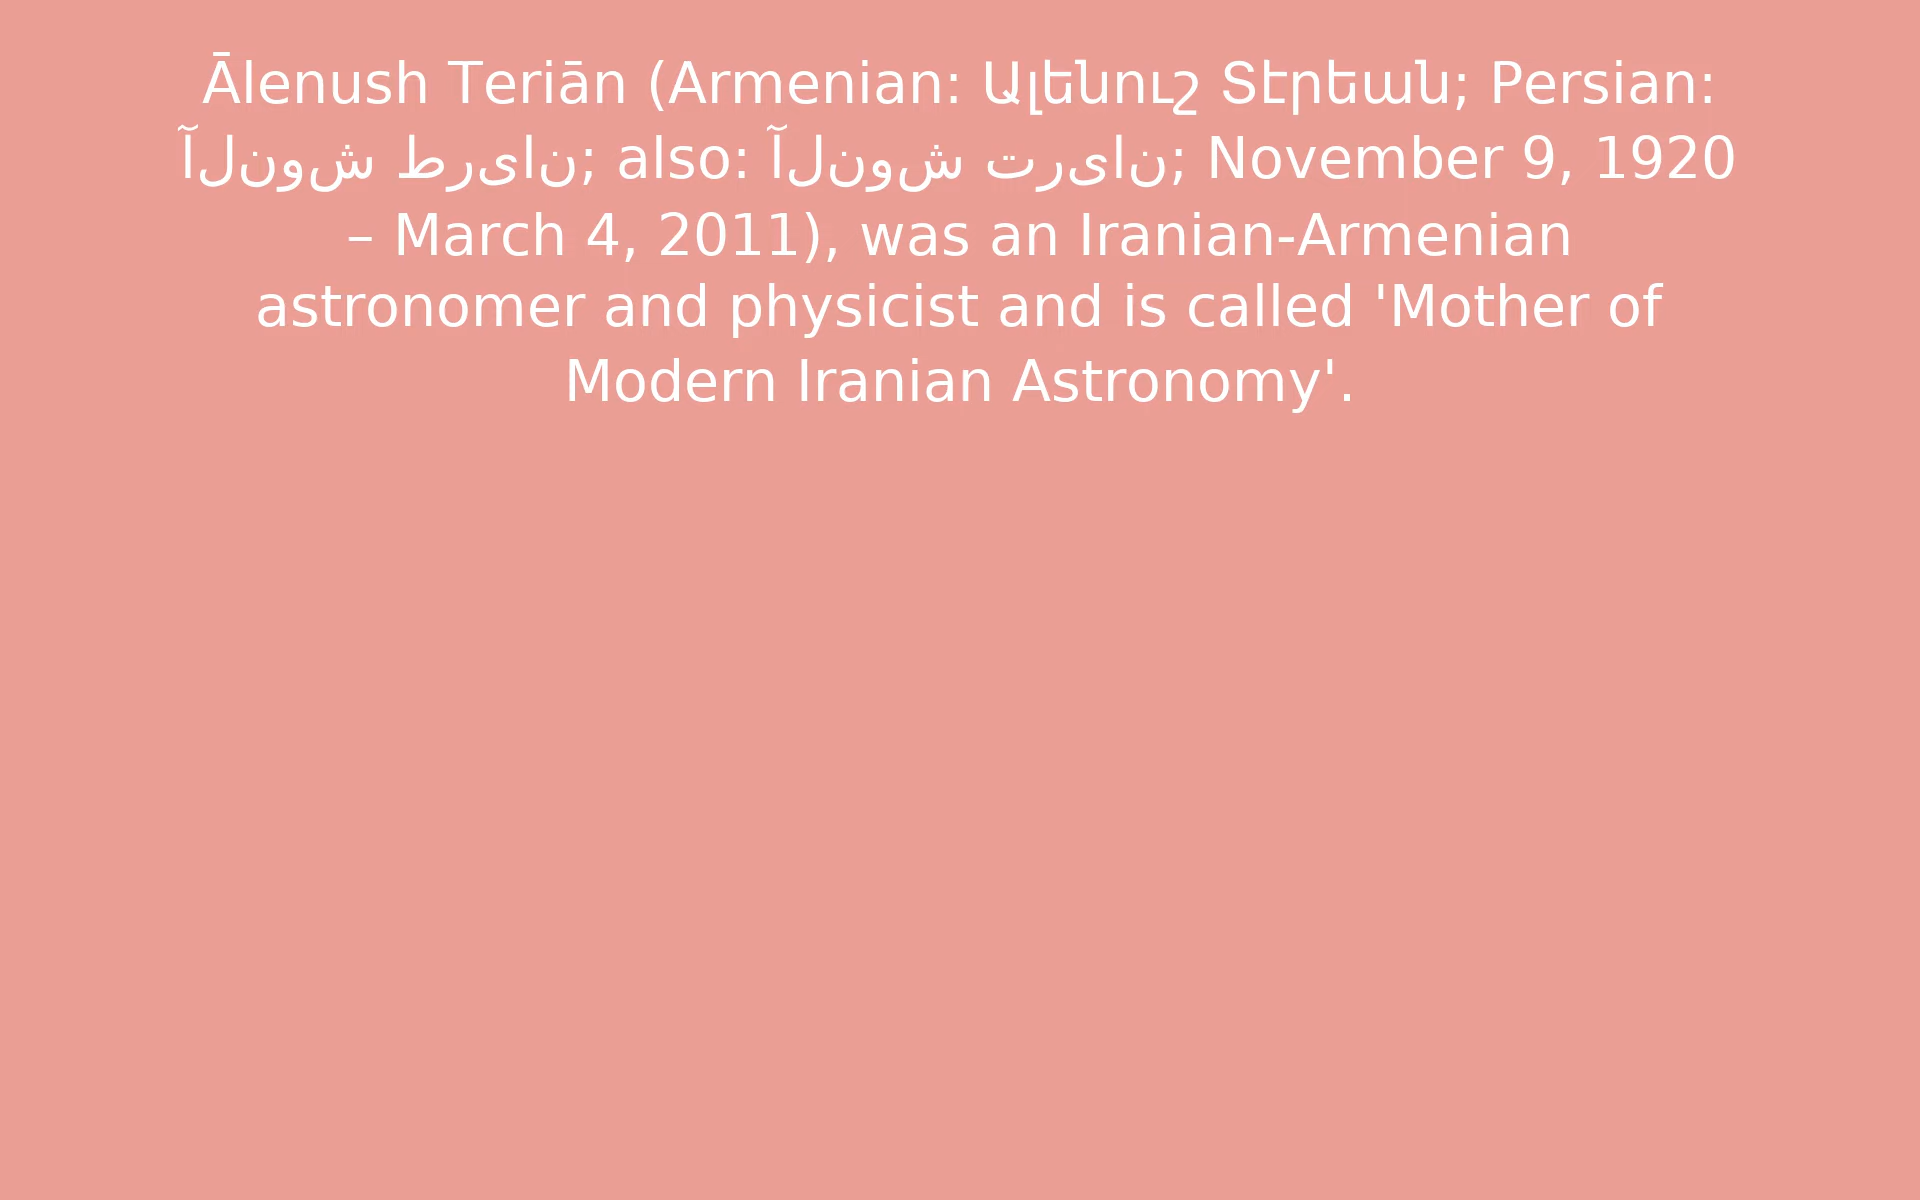 Ālenush Teriān (Armenian: Ալենուշ Տէրեան; Persian:
آلنوش طریان; also: آلنوش تریان; November 9, 1920
– March 4, 2011), was an Iranian-Armenian
astronomer and physicist and is called 'Mother of
Modern Iranian Astronomy'.